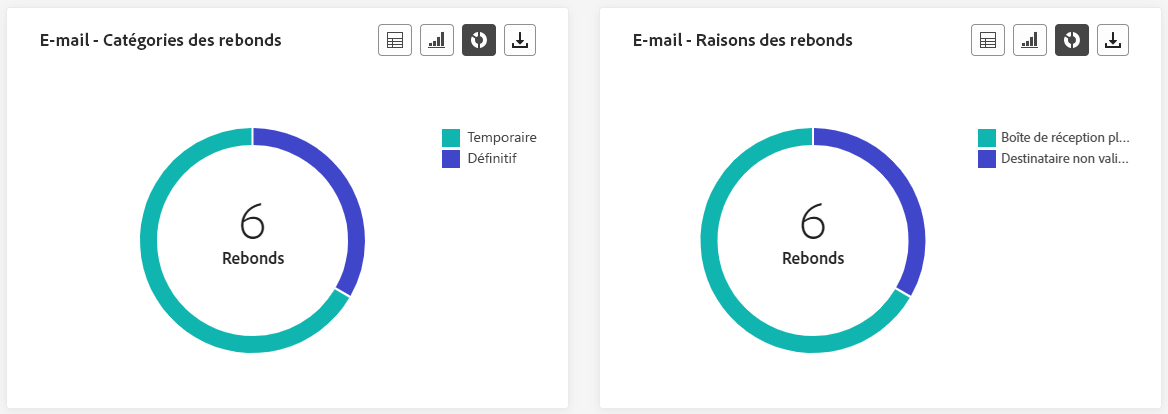 E-mail - Catégories des rebonds
Temporaire
Définitif
6
Rebonds
E-mail - Raisons des rebonds
Boîte de réception pl...
Destinataire non vali...
6
Rebonds